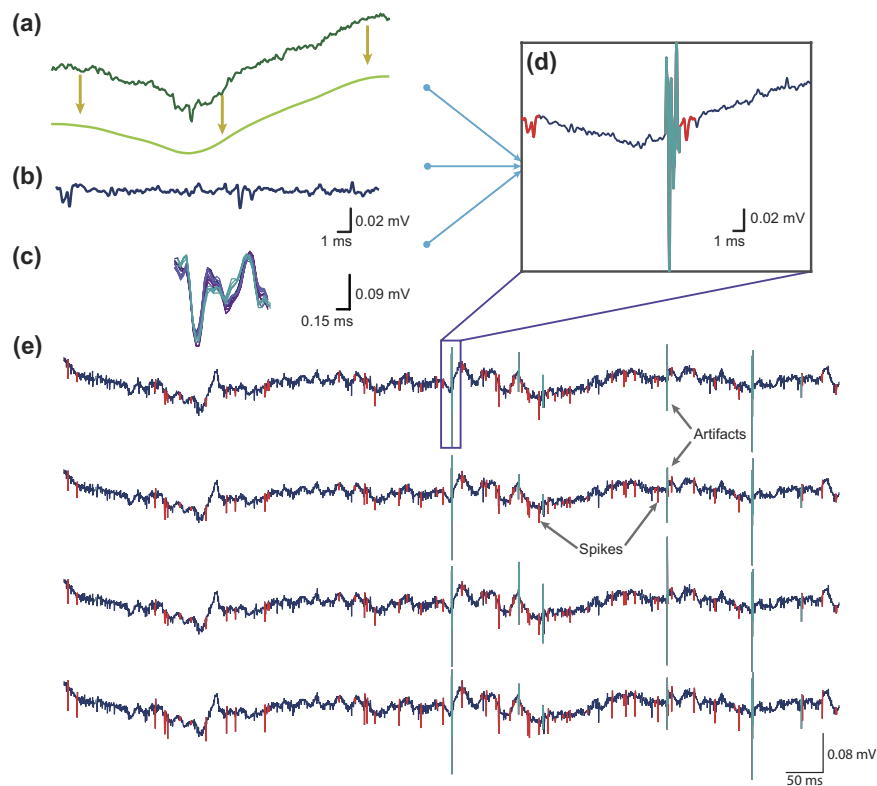 (a)
(d)
(b)
0.02 mV
1 ms
0.02 mV
1 ms
(c)
0.09 mV
0.15 ms
(e)
Artifacts
Spikes
0.08 mV
50 ms